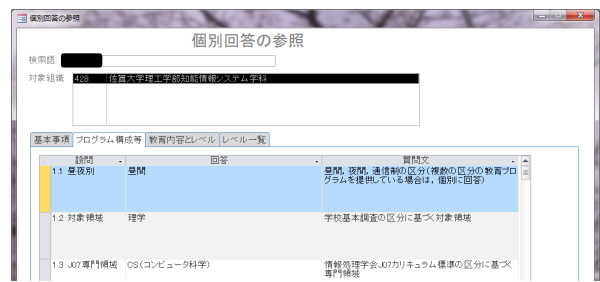 個別回答の参照
個別回答の参照
検索語
対象組織 428 佐賀大学理工学部知能情報システム学科
基本事項 プログラム構成等 教育内容とレベル レベル一覧
設問 回答 質問文
1.1 昼夜別 昼間 昼間, 夜間, 通信制の区分(複数の区分の教育プロ
グラムを提供している場合は, 個別に回答)
1.2 対象領域 理学 学校基本調査の区分に基づく対象領域
1.3 J07専門領域 CS(コンピュータ科学) 情報処理学会J07カリキュラム標準の区分に基づく
専門領域